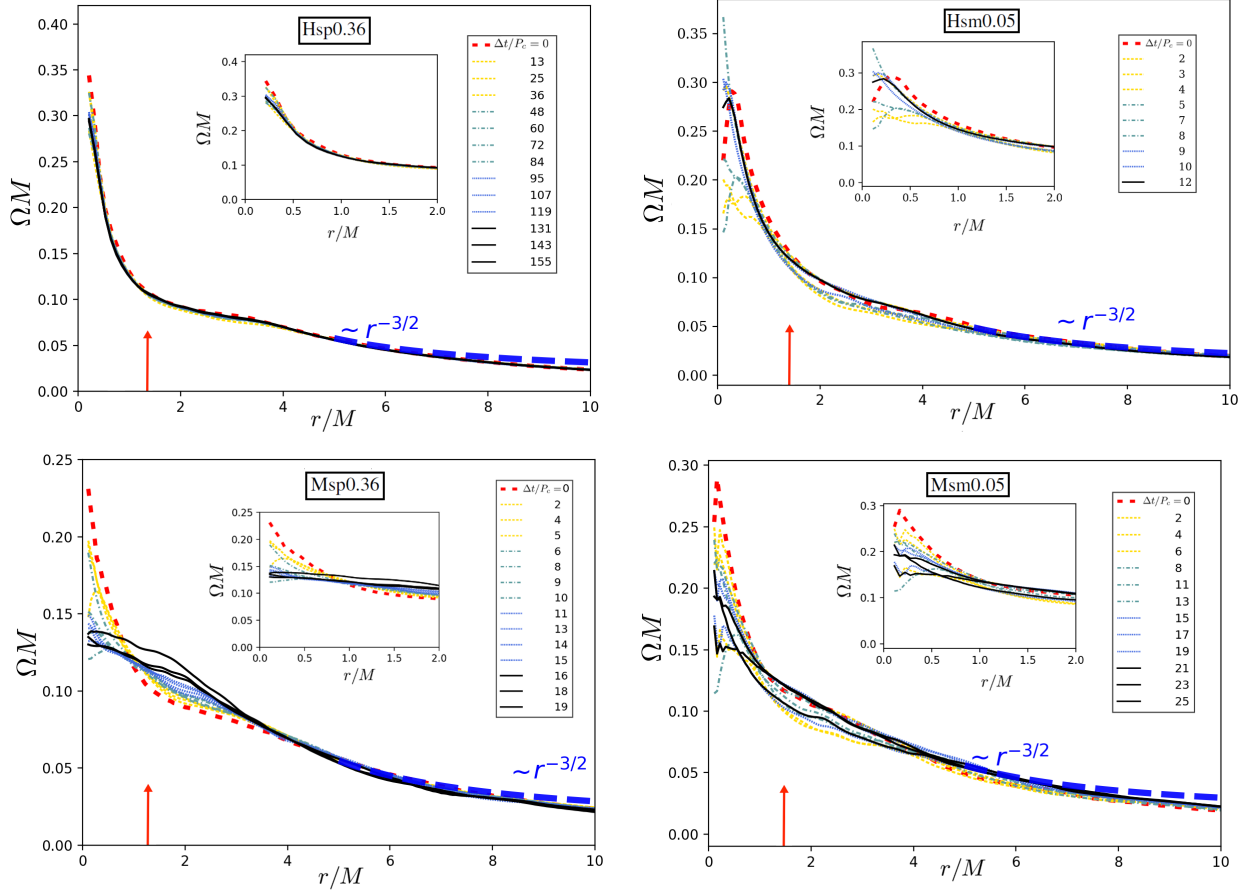 Hsp0.36
ΩM
0.40
0.35
0.30
0.25
0.20
0.15
0.10
0.05
0.00
0 2 4 6 8 10
r/M
~ r^{-3/2}
ΩM
0.4
0.3
0.2
0.1
0.0
0.0 0.5 1.0 1.5 2.0
r/M
Δt/P_c = 0
13
25
36
48
60
72
84
95
107
119
131
143
155
Hsm0.05
ΩM
0.35
0.30
0.25
0.20
0.15
0.10
0.05
0.00
0 2 4 6 8 10
r/M
~ r^{-3/2}
ΩM
0.3
0.2
0.1
0.0
0.0 0.5 1.0 1.5 2.0
r/M
Δt/P_c = 0
2
3
4
5
7
8
9
10
12
Msp0.36
ΩM
0.25
0.20
0.15
0.10
0.05
0.00
0 2 4 6 8 10
r/M
~r^{-3/2}
ΩM
0.25
0.20
0.15
0.10
0.05
0.00
0.0 0.5 1.0 1.5 2.0
r/M
Δt/P_c = 0
2
4
5
6
8
9
10
11
13
14
15
16
18
19
Msm0.05
ΩM
0.30
0.25
0.20
0.15
0.10
0.05
0.00
0 2 4 6 8 10
r/M
~r^{-3/2}
ΩM
0.3
0.2
0.1
0.0
0.0 0.5 1.0 1.5 2.0
r/M
Δt/P_c = 0
2
4
6
8
11
13
15
17
19
21
23
25